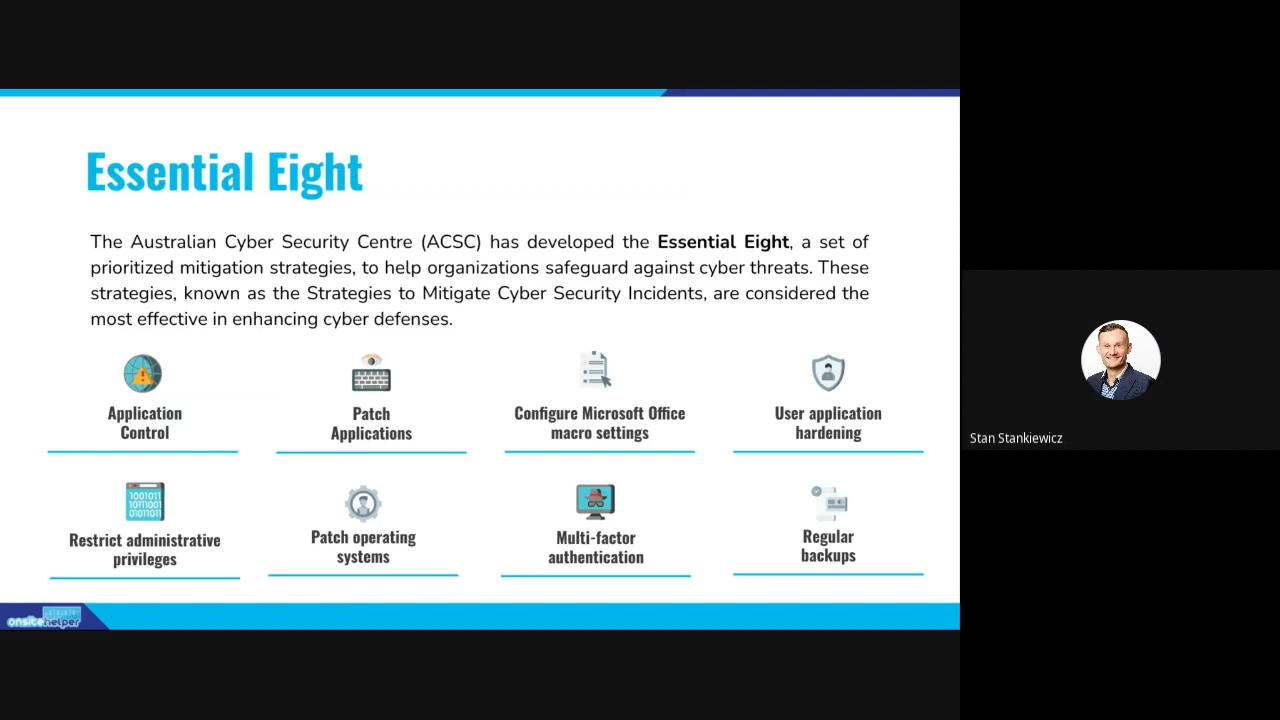 Essential Eight
The Australian Cyber Security Centre (ACSC) has developed the Essential Eight, a set of
prioritized mitigation strategies, to help organizations safeguard against cyber threats. These
strategies, known as the Strategies to Mitigate Cyber Security Incidents, are considered the
most effective in enhancing cyber defenses.
Application
Control
Patch
Applications
Configure Microsoft Office
macro settings
User application
hardening
1001011
10111001
01011011
Restrict administrative
privileges
Patch operating
systems
Multi-factor
authentication
Regular
backups
onsitehelper
Stan Stankiewicz